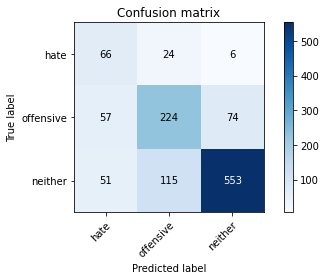 Confusion matrix
hate 66 24 6
offensive 57 224 74
neither 51 115 553
hate offensive neither
True label
Predicted label
500
400
300
200
100